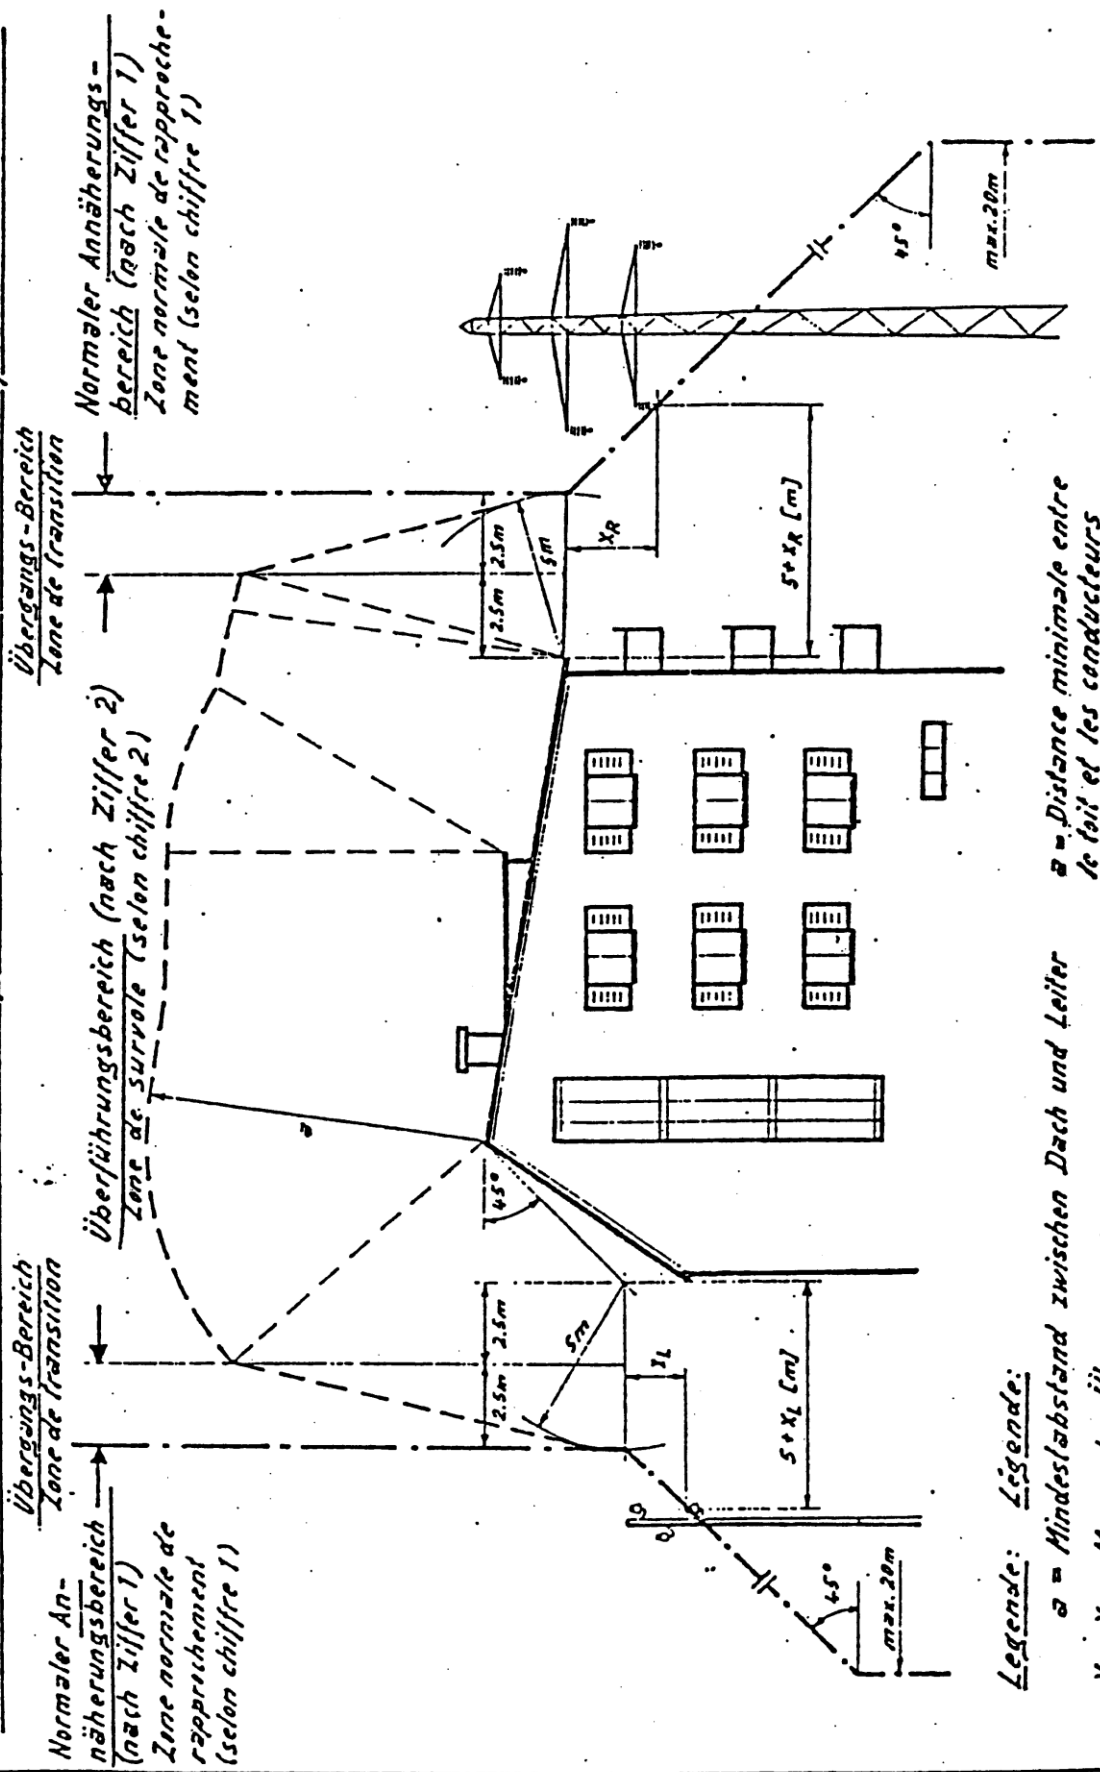 Normaler An-
näherungsbereich
(nach Ziffer 1)
Zone normale de
rapprochement
(selon chiffre 1)
Übergangs-Bereich
Zone de transition
Überführungsbereich (nach Ziffer 2)
Zone de survole (selon chiffre 2)
Übergangs-Bereich
Zone de transition
Normaler Annäherungs-
bereich (nach Ziffer 1)
Zone normale de rapproche-
ment (selon chiffre 1)
a
45°
2.5m
2.5m
5m
XL
5+XL [m]
45°
max.20m
2.5m
2.5m
5m
XR
5+XR [m]
45°
max.20m
Legende: Légende:
a = Mindestabstand zwischen Dach und Leiter
a = Distance minimale entre
le toit et les conducteurs